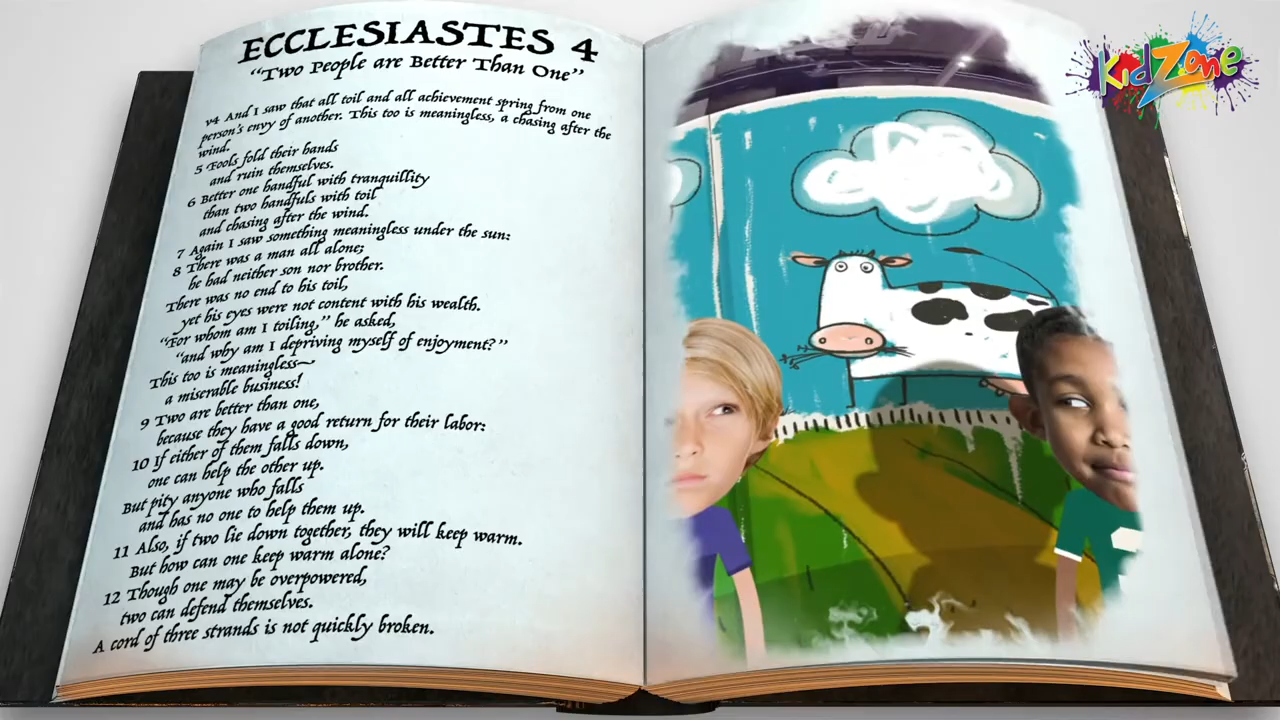 ECCLESIASTES 4
“Two People are Better Than One”
v4 And I saw that all toil and all achievement spring from one
person's envy of another. This too is meaningless, a chasing after the
wind.
5 Fools fold their hands
and ruin themselves.
6 Better one handful with tranquillity
than two handfuls with toil
and chasing after the wind.
7 Again I saw something meaningless under the sun:
8 There was a man all alone;
he had neither son nor brother.
There was no end to his toil,
yet his eyes were not content with his wealth.
“For whom am I toiling,” he asked,
“and why am I depriving myself of enjoyment?”
This too is meaningless—
a miserable business!
9 Two are better than one,
because they have a good return for their labor:
10 If either of them falls down,
one can help the other up.
But pity anyone who falls
and has no one to help them up.
11 Also, if two lie down together, they will keep warm.
But how can one keep warm alone?
12 Though one may be overpowered,
two can defend themselves.
A cord of three strands is not quickly broken.
KidZone